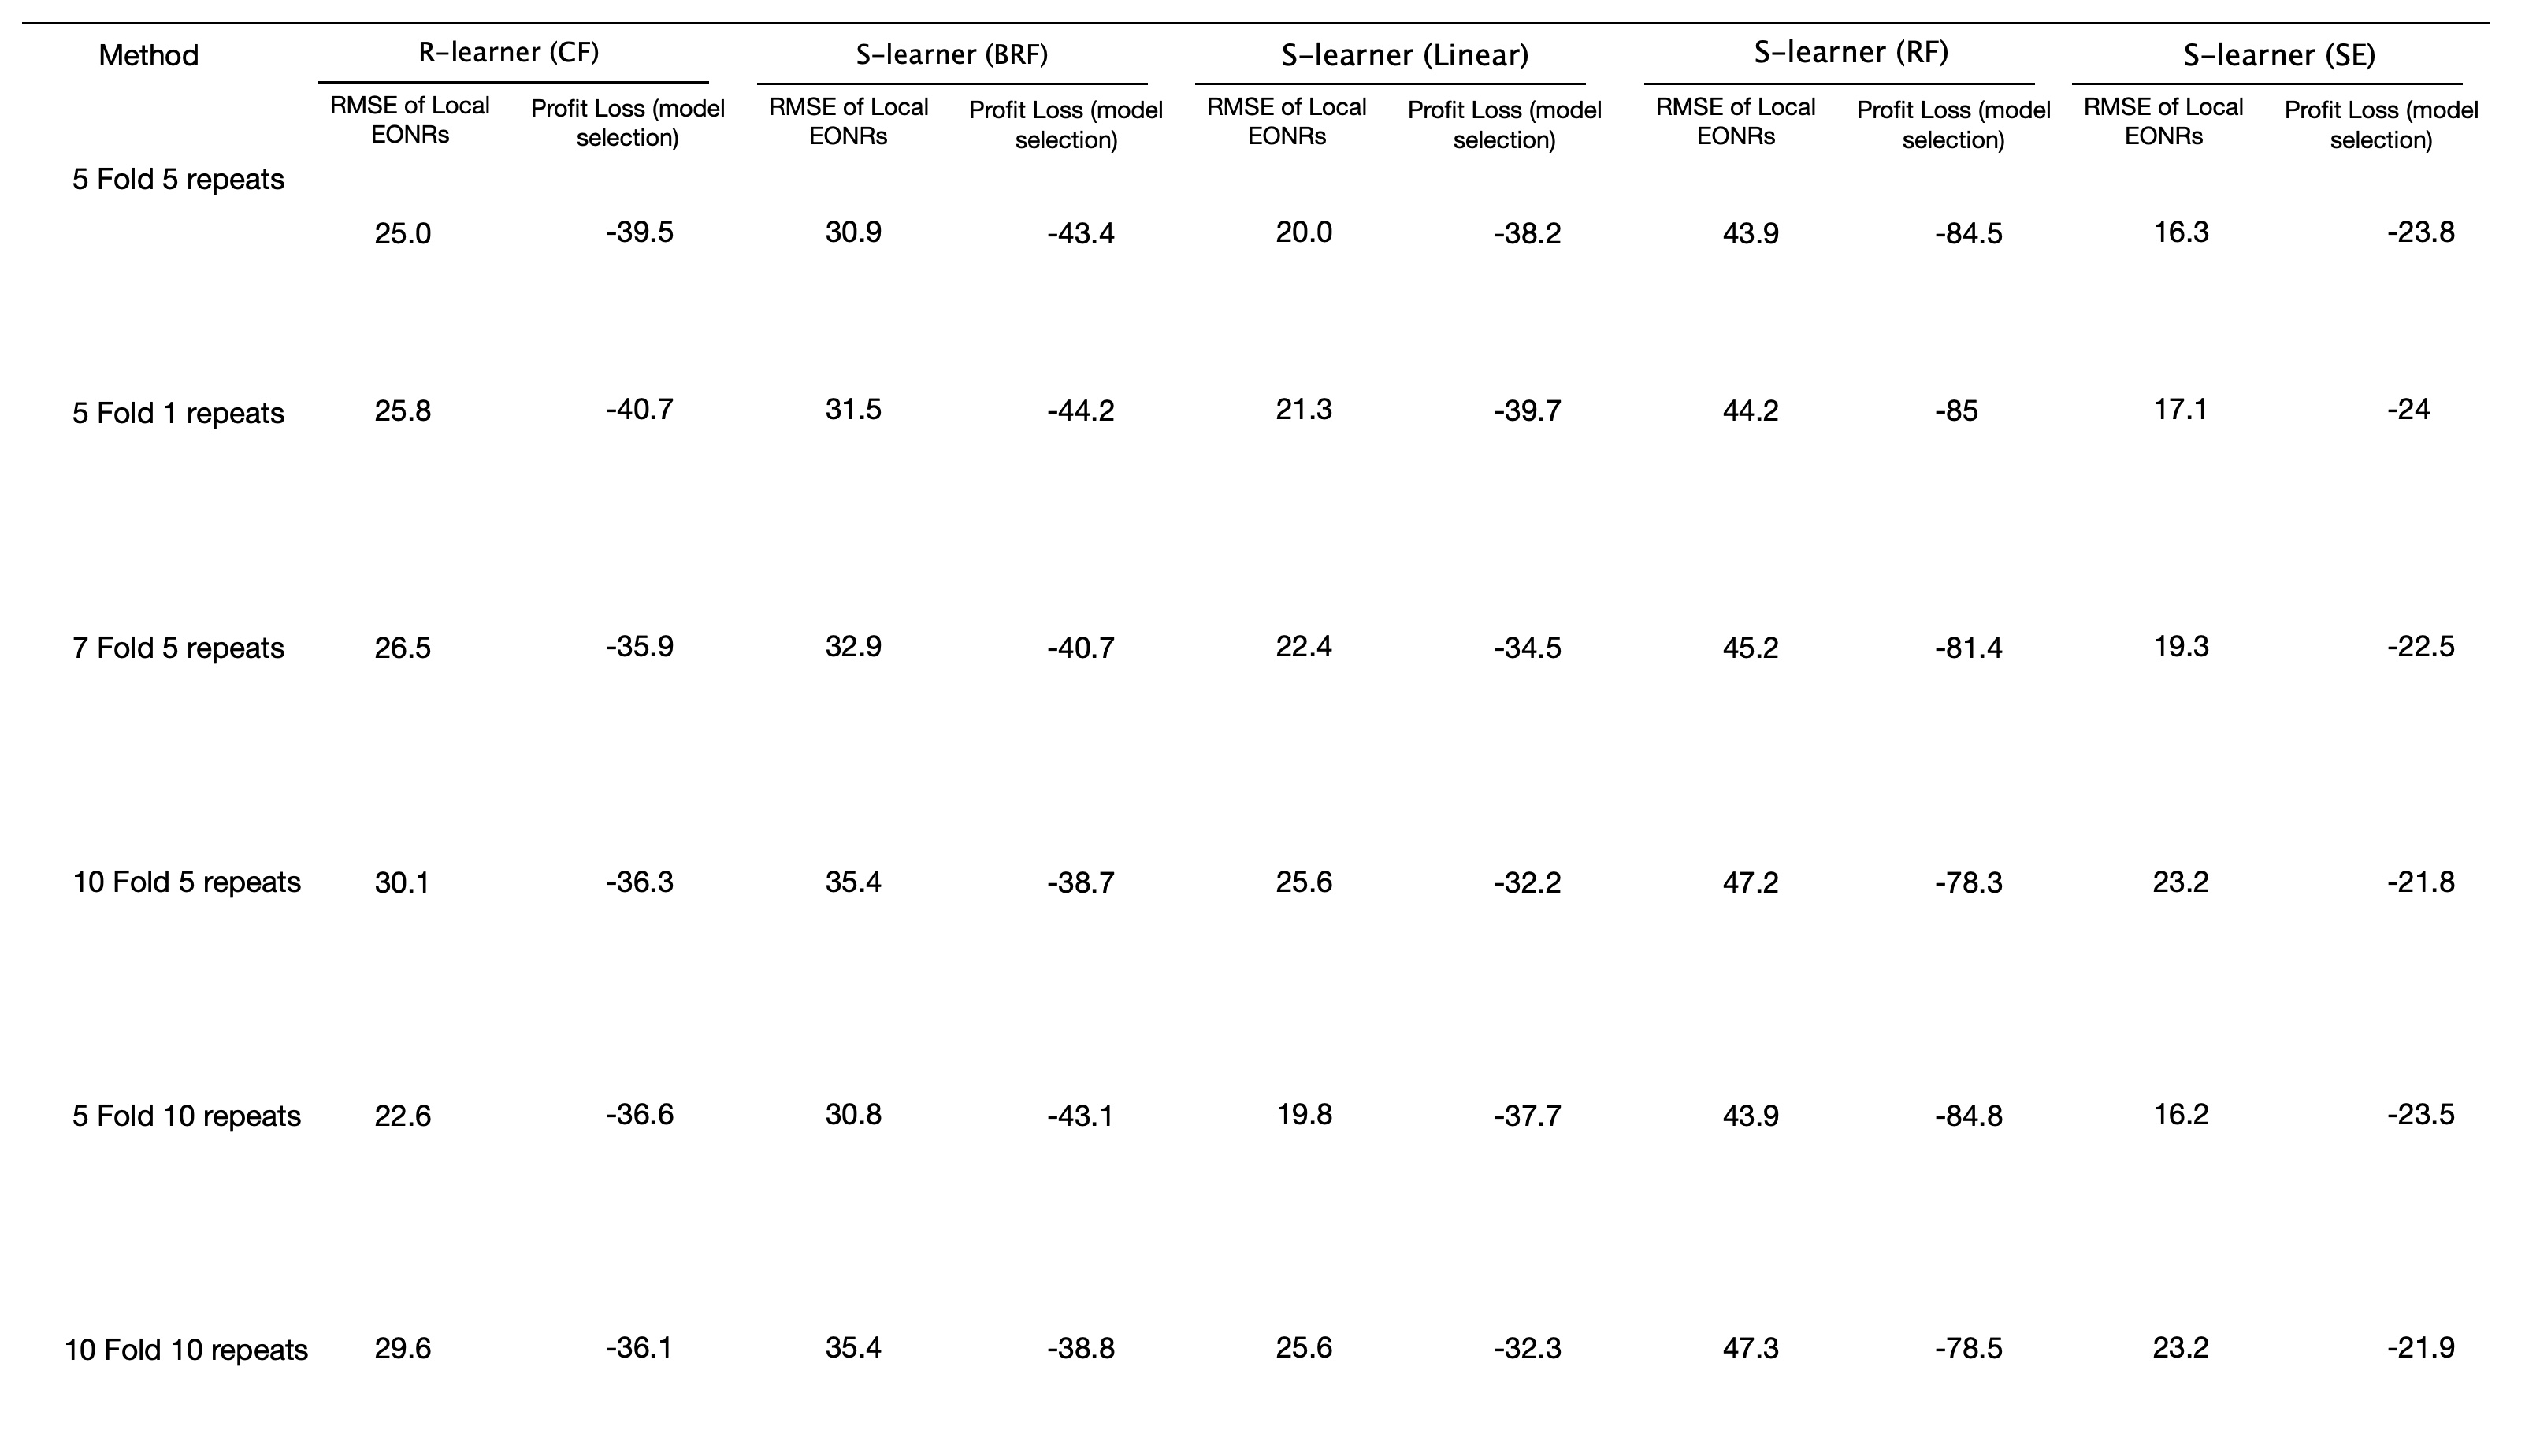 Method R-learner (CF) S-learner (BRF) S-learner (Linear) S-learner (RF) S-learner (SE)
RMSE of Local Profit Loss (model RMSE of Local Profit Loss (model RMSE of Local Profit Loss (model RMSE of Local Profit Loss (model RMSE of Local Profit Loss (model
EONRs selection) EONRs selection) EONRs selection) EONRs selection) EONRs selection)
5 Fold 5 repeats
25.0 -39.5 30.9 -43.4 20.0 -38.2 43.9 -84.5 16.3 -23.8
5 Fold 1 repeats 25.8 -40.7 31.5 -44.2 21.3 -39.7 44.2 -85 17.1 -24
7 Fold 5 repeats 26.5 -35.9 32.9 -40.7 22.4 -34.5 45.2 -81.4 19.3 -22.5
10 Fold 5 repeats 30.1 -36.3 35.4 -38.7 25.6 -32.2 47.2 -78.3 23.2 -21.8
5 Fold 10 repeats 22.6 -36.6 30.8 -43.1 19.8 -37.7 43.9 -84.8 16.2 -23.5
10 Fold 10 repeats 29.6 -36.1 35.4 -38.8 25.6 -32.3 47.3 -78.5 23.2 -21.9